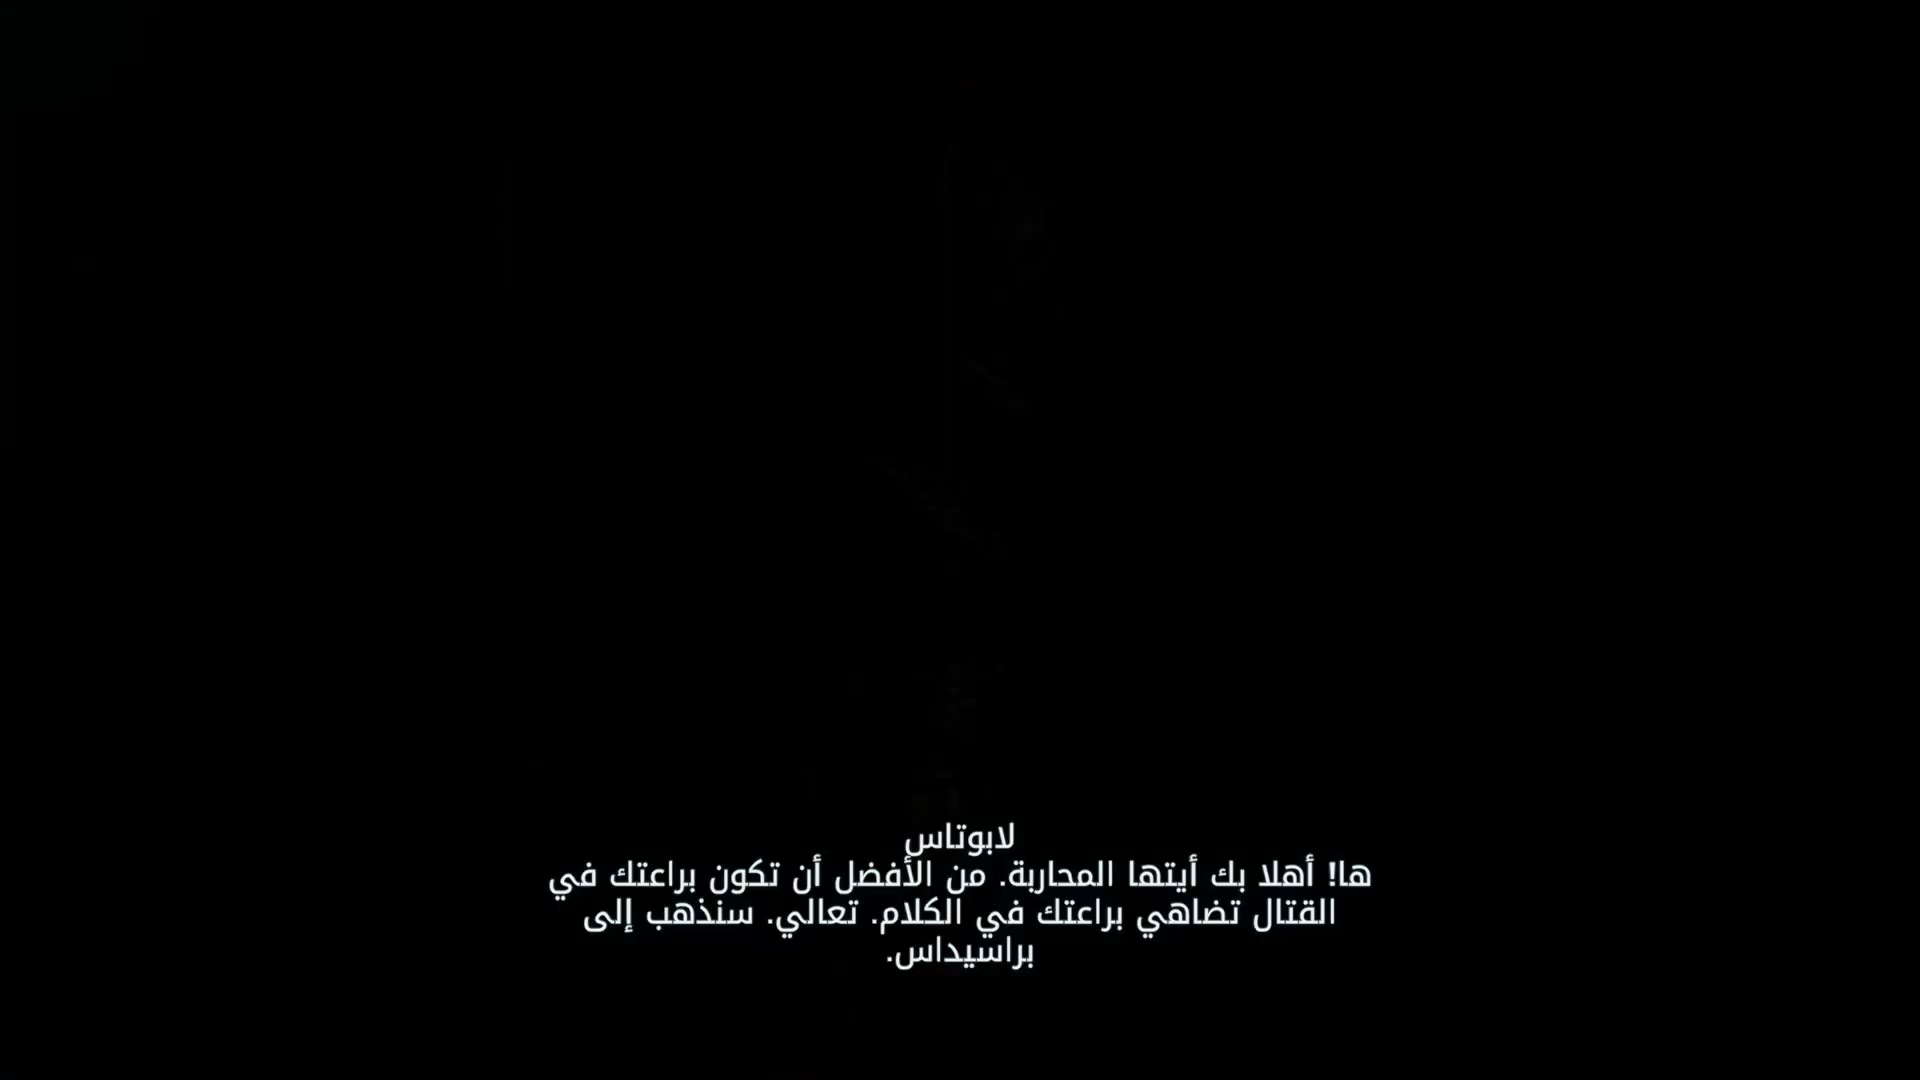 لابوتاس
ها! أهلا بك أيتها المحاربة. من الأفضل أن تكون براعتك في
القتال تضاهي براعتك في الكلام. تعالي. سنذهب إلى
براسيداس.